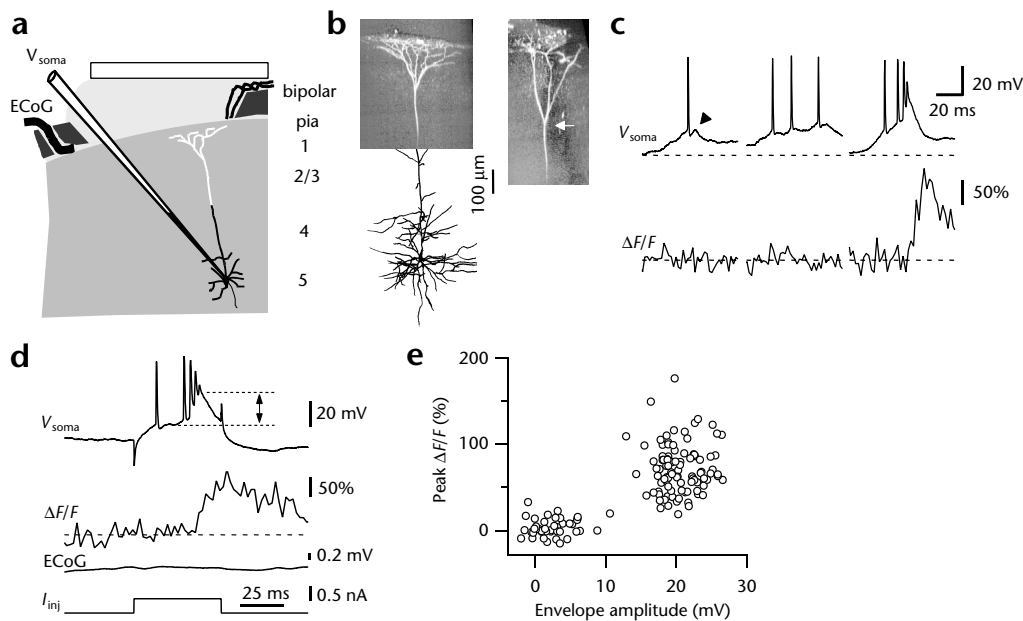 a
V soma
ECoG
bipolar
pia
1
2/3
4
5
b
100 µm
c
20 mV
20 ms
V soma
50%
ΔF/F
d
20 mV
V soma
50%
ΔF/F
0.2 mV
ECoG
25 ms
0.5 nA
I inj
e
200
100
0
Peak ΔF/F (%)
0 10 20 30
Envelope amplitude (mV)